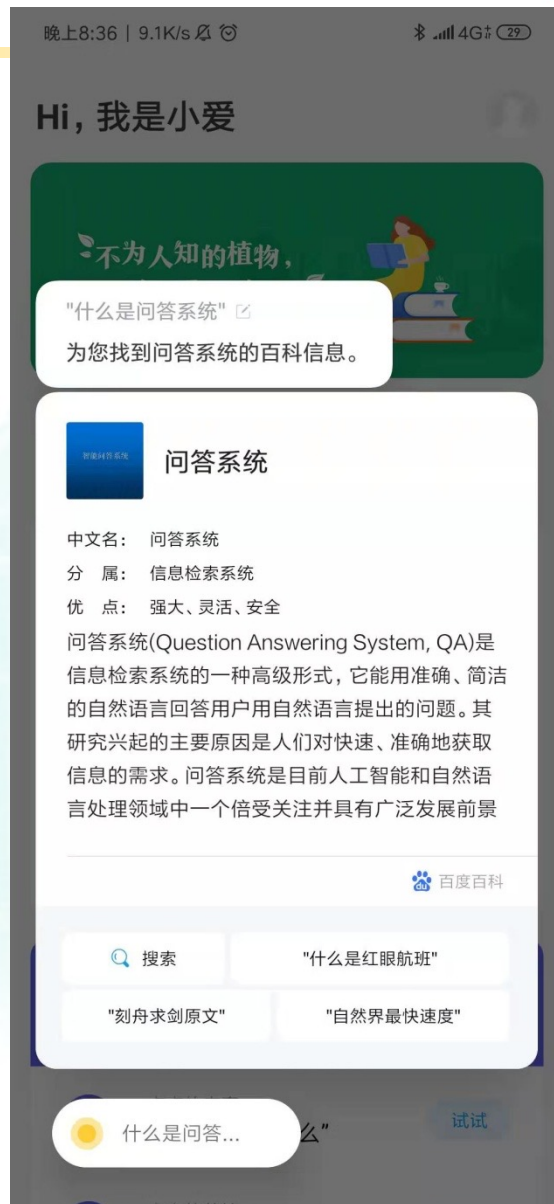 晚上8:36 | 9.1K/s
4G 29
Hi，我是小爱
不为人知的植物，
"什么是问答系统"
为您找到问答系统的百科信息。
智能问答系统
问答系统
中文名： 问答系统
分 属： 信息检索系统
优 点： 强大、灵活、安全
问答系统(Question Answering System, QA)是
信息检索系统的一种高级形式，它能用准确、简洁
的自然语言回答用户用自然语言提出的问题。其
研究兴起的主要原因是人们对快速、准确地获取
信息的需求。问答系统是目前人工智能和自然语
言处理领域中一个倍受关注并具有广泛发展前景
du 百度百科
搜索
"什么是红眼航班"
"刻舟求剑原文"
"自然界最快速度"
什么是问答...
么"
试试